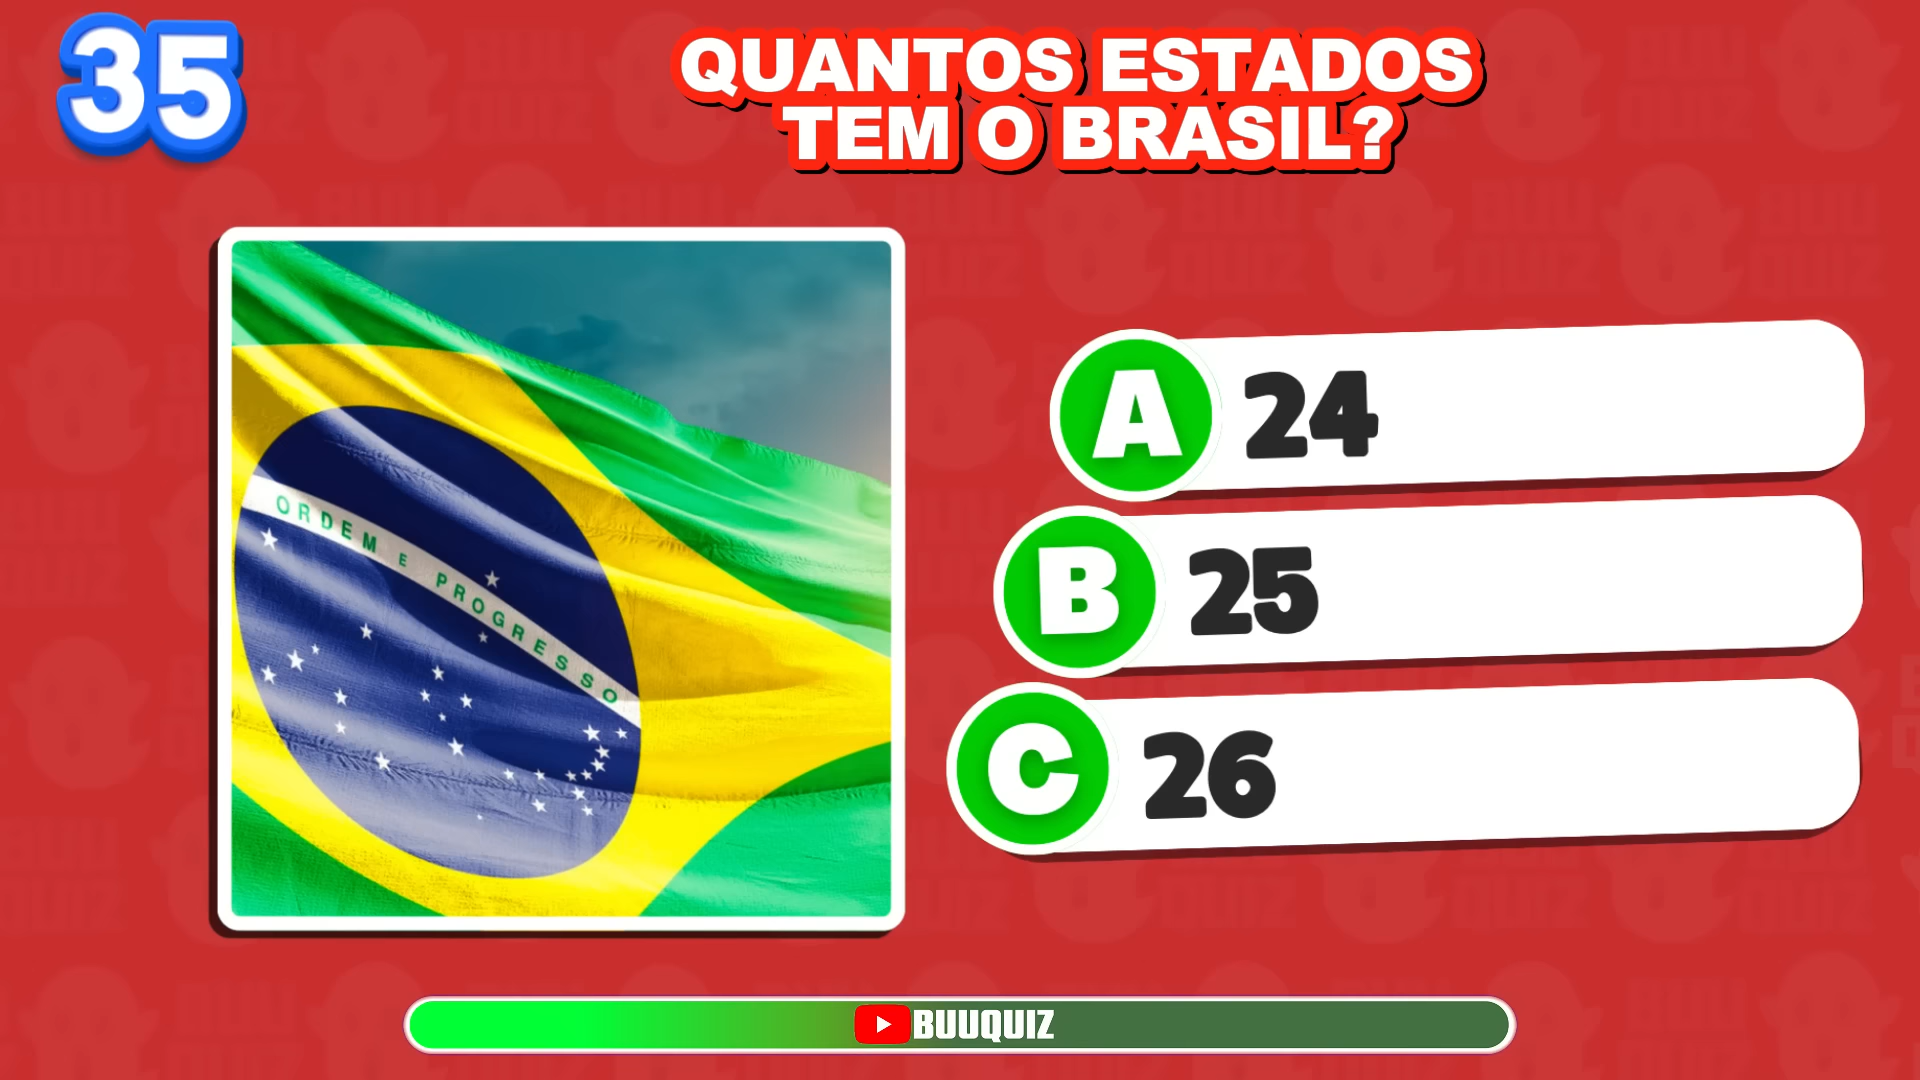 35
QUANTOS ESTADOS
TEM O BRASIL?
ORDEM E PROGRESSO
A 24
B 25
C 26
BUUQUIZ